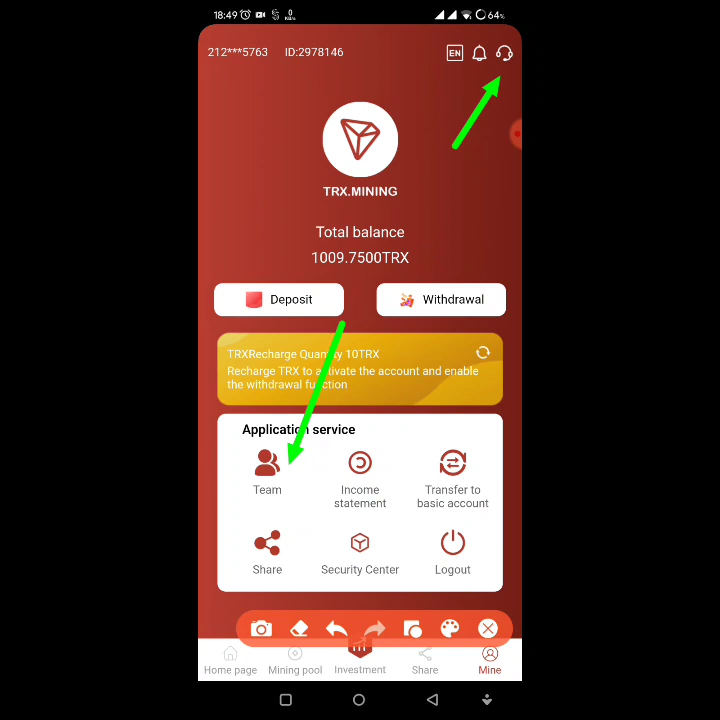 18:49
0
KB/s
64%
212***5763 ID:2978146
EN
TRX.MINING
Total balance
1009.7500TRX
Deposit
Withdrawal
TRXRecharge Quantity 10TRX
Recharge TRX to activate the account and enable
the withdrawal function
Application service
Team
Income
statement
Transfer to
basic account
Share
Security Center
Logout
Home page
Mining pool
Investment
Share
Mine